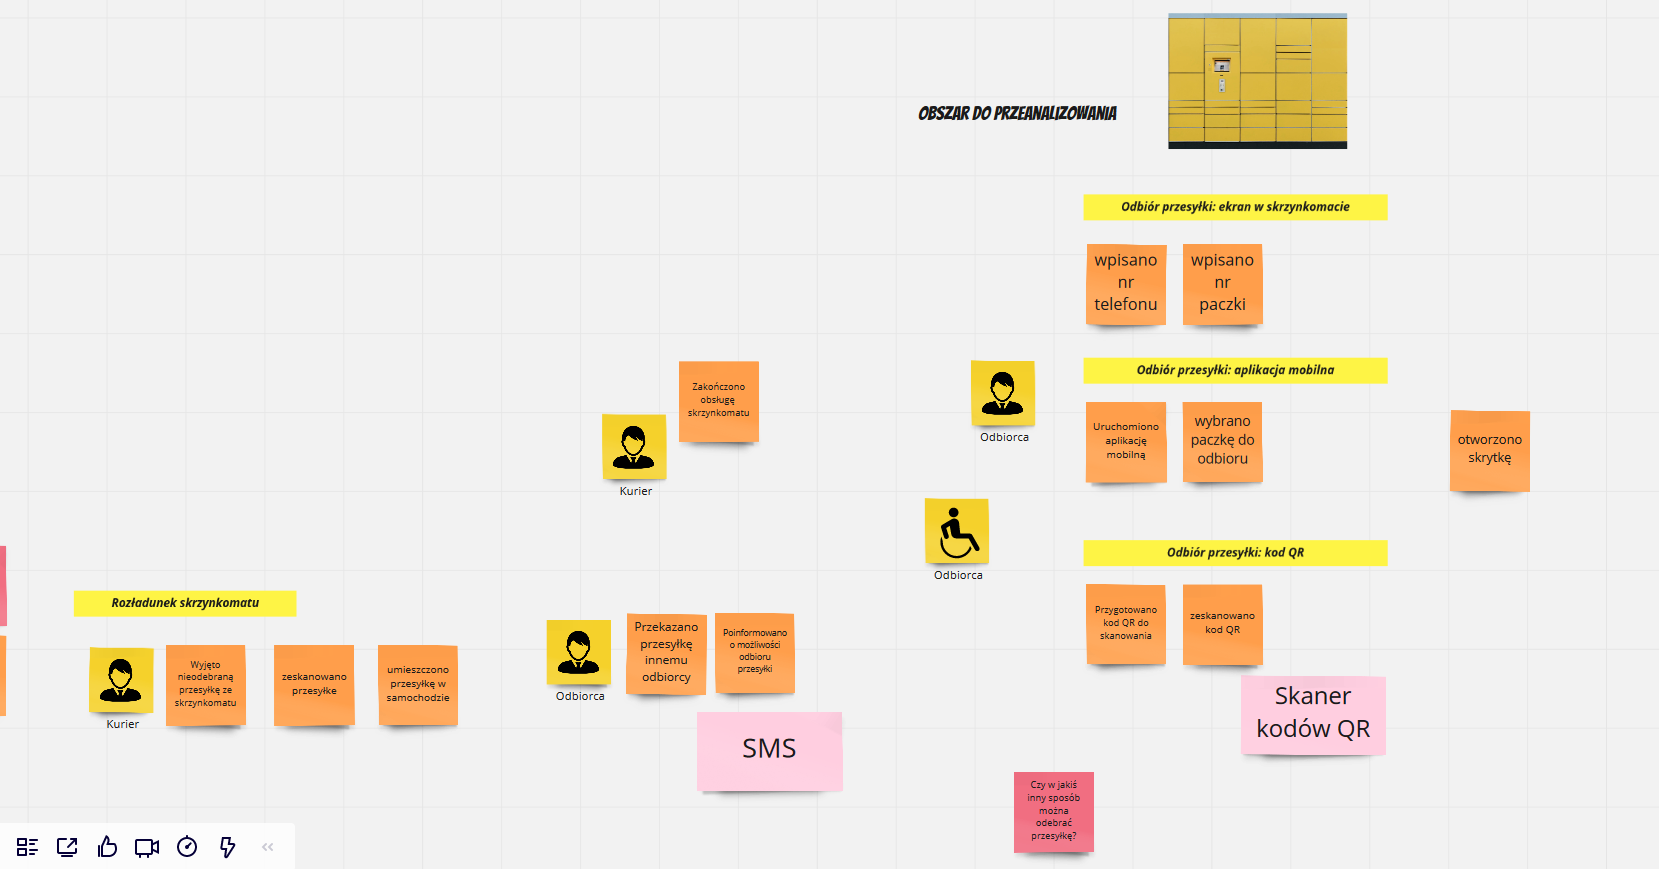 OBSZAR DO PRZEANALIZOWANIA
Odbiór przesyłki: ekran w skrzynkomacie
wpisano
nr
telefonu
wpisano
nr
paczki
Zakończono
obsługę
skrzynkomatu
Kurier
Odbiorca
Odbiór przesyłki: aplikacja mobilna
Uruchomiono
aplikację
mobilną
wybrano
paczkę do
odbioru
otworzono
skrytkę
Odbiorca
Odbiór przesyłki: kod QR
Przygotowano
kod QR do
skanowania
zeskanowano
kod QR
Skaner
kodów QR
Rozładunek skrzynkomatu
Kurier
Wyjęto
nieodebraną
przesyłkę ze
skrzynkomatu
zeskanowano
przesyłke
umieszczono
przesyłkę w
samochodzie
Odbiorca
Przekazano
przesyłkę
innemu
odbiorcy
Poinformowano
o możliwości
odbioru
przesyłki
SMS
Czy w jakiś
inny sposób
można
odebrać
przesyłkę?